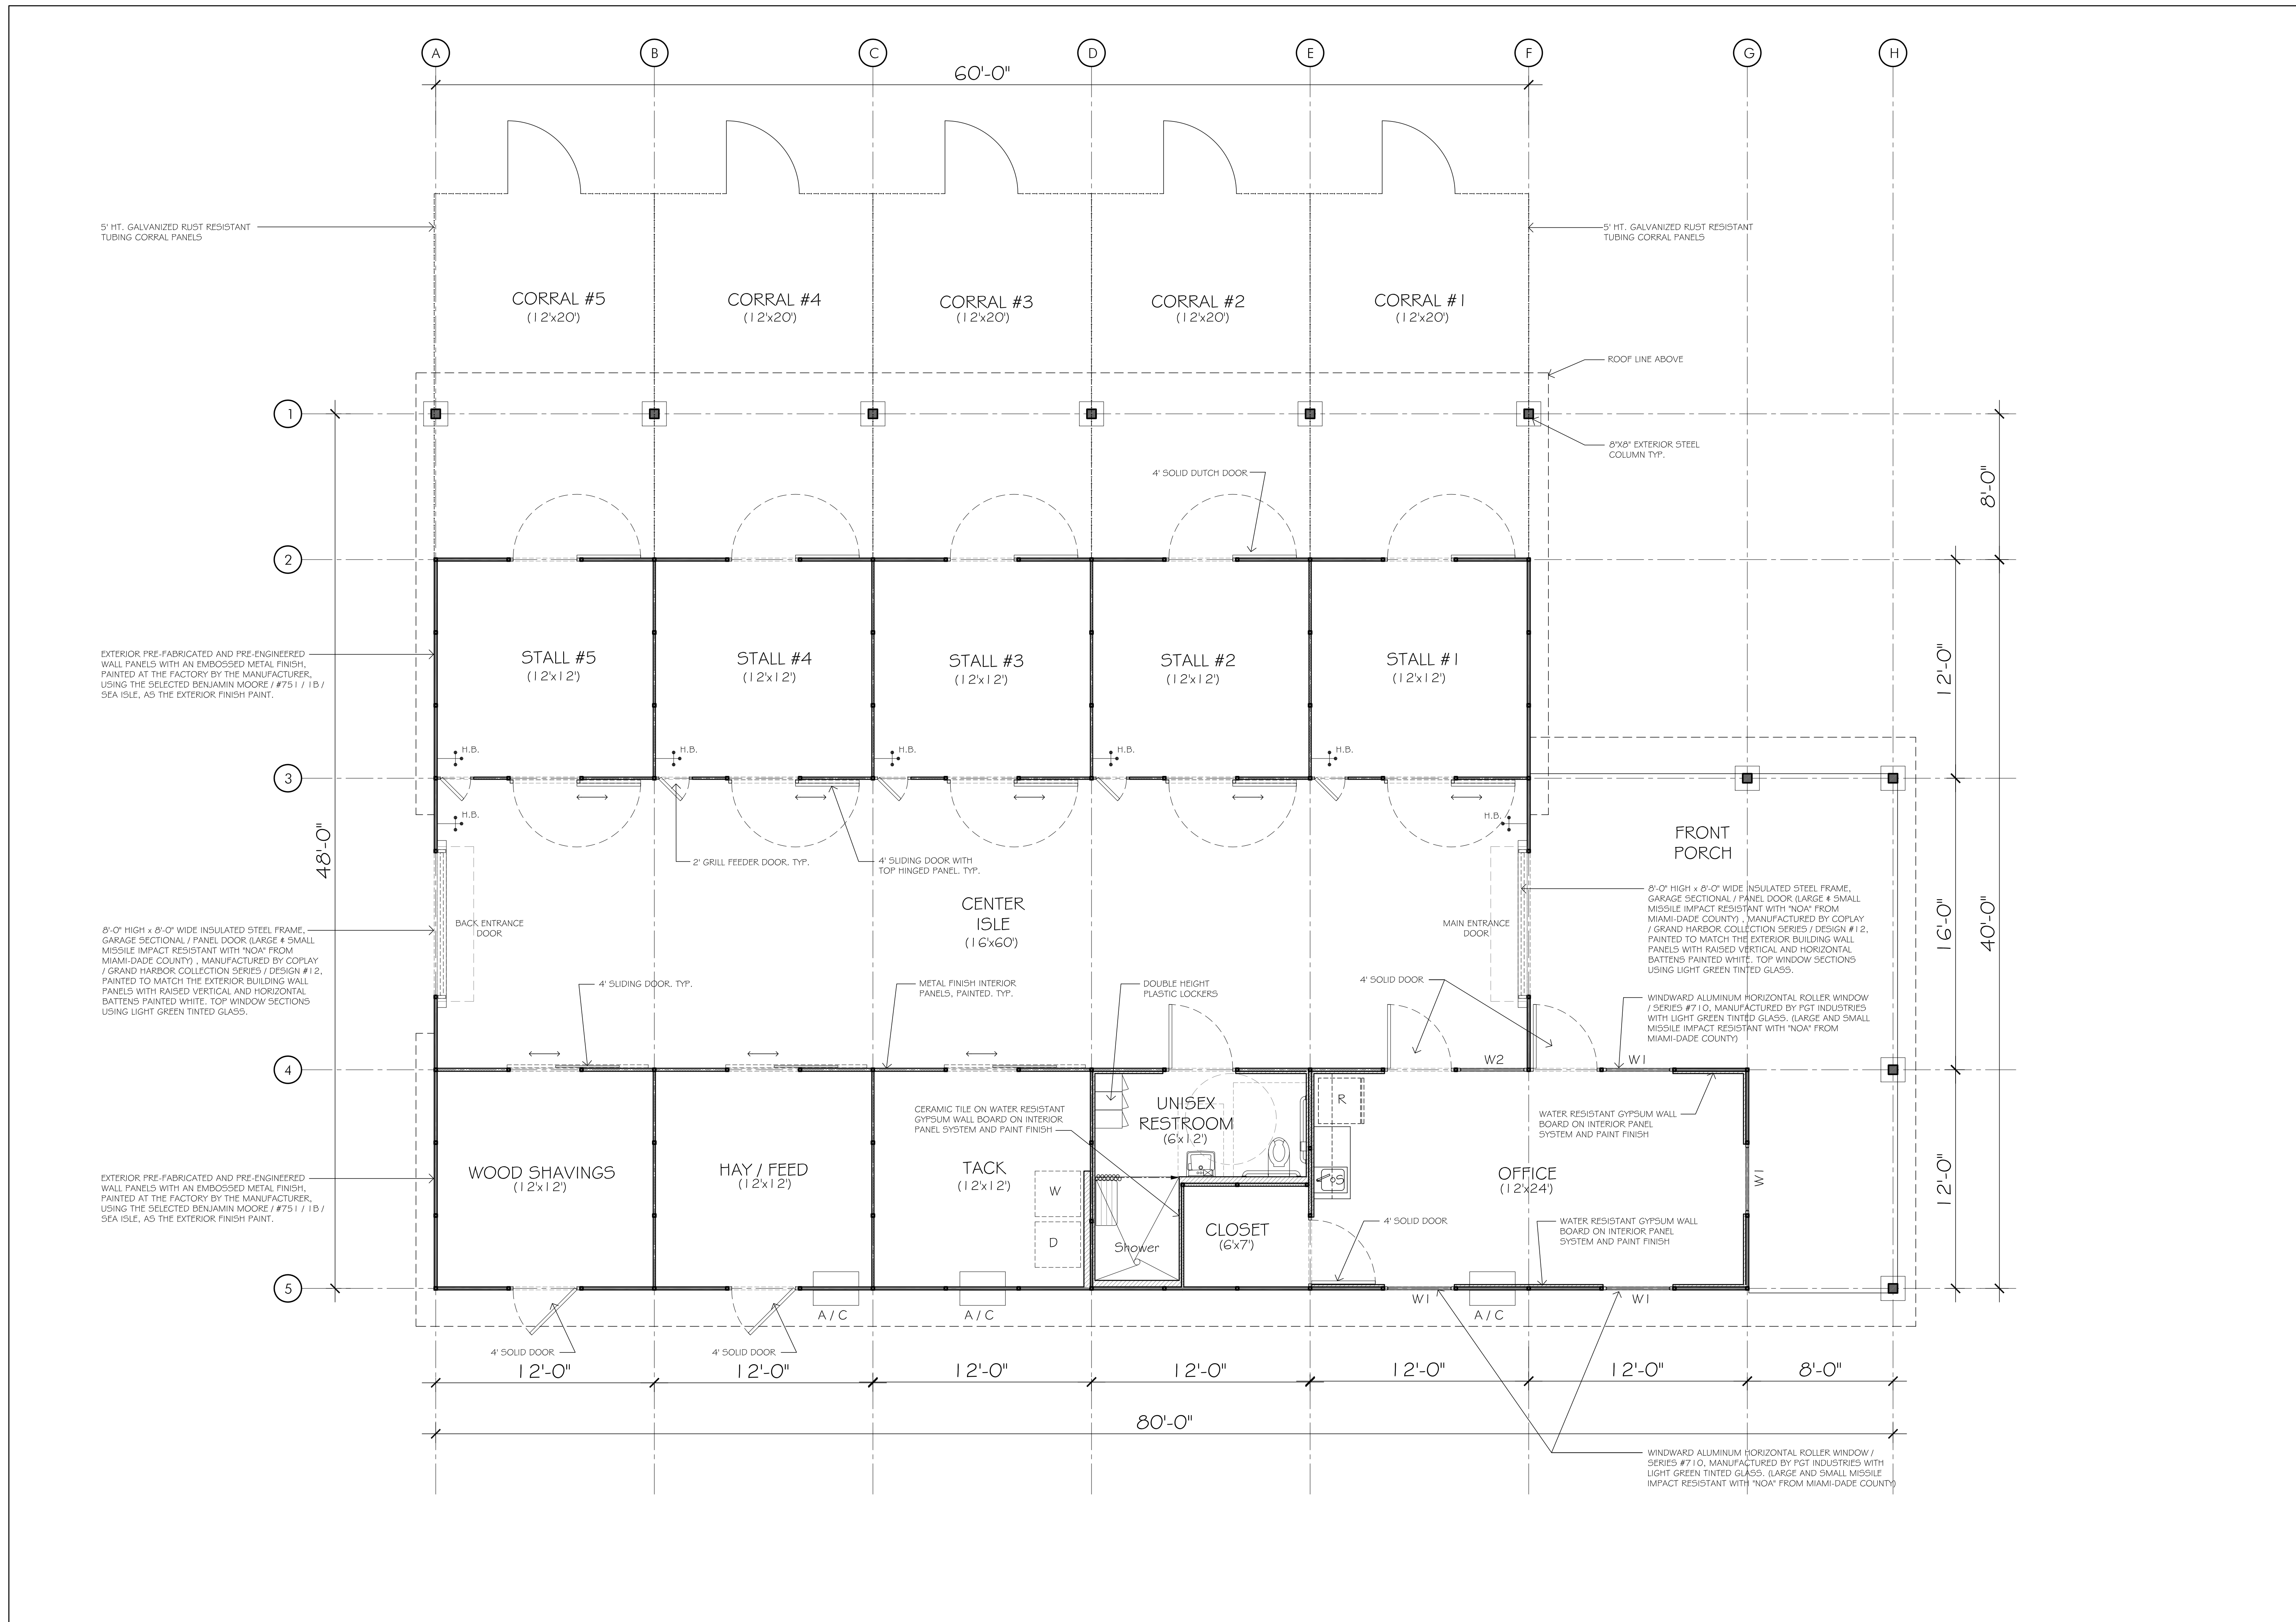 A B C D E F G H
60'-0"
5' HT. GALVANIZED RUST RESISTANT
TUBING CORRAL PANELS
5' HT. GALVANIZED RUST RESISTANT
TUBING CORRAL PANELS
CORRAL #5
(12'x20')
CORRAL #4
(12'x20')
CORRAL #3
(12'x20')
CORRAL #2
(12'x20')
CORRAL #1
(12'x20')
ROOF LINE ABOVE
1
8"X8" EXTERIOR STEEL
COLUMN TYP.
4' SOLID DUTCH DOOR
8'-0"
2
EXTERIOR PRE-FABRICATED AND PRE-ENGINEERED
WALL PANELS WITH AN EMBOSSED METAL FINISH,
PAINTED AT THE FACTORY BY THE MANUFACTURER,
USING THE SELECTED BENJAMIN MOORE / #751 / 1B /
SEA ISLE, AS THE EXTERIOR FINISH PAINT.
STALL #5
(12'x12')
STALL #4
(12'x12')
STALL #3
(12'x12')
STALL #2
(12'x12')
STALL #1
(12'x12')
12'-0"
H.B.
H.B.
H.B.
H.B.
H.B.
3
H.B.
H.B.
48'-0"
2' GRILL FEEDER DOOR. TYP.
4' SLIDING DOOR WITH
TOP HINGED PANEL. TYP.
FRONT
PORCH
8'-0" HIGH x 8'-0" WIDE INSULATED STEEL FRAME,
GARAGE SECTIONAL / PANEL DOOR (LARGE & SMALL
MISSILE IMPACT RESISTANT WITH "NOA" FROM
MIAMI-DADE COUNTY) , MANUFACTURED BY COPLAY
/ GRAND HARBOR COLLECTION SERIES / DESIGN #12,
PAINTED TO MATCH THE EXTERIOR BUILDING WALL
PANELS WITH RAISED VERTICAL AND HORIZONTAL
BATTENS PAINTED WHITE. TOP WINDOW SECTIONS
USING LIGHT GREEN TINTED GLASS.
16'-0"
40'-0"
8'-0" HIGH x 8'-0" WIDE INSULATED STEEL FRAME,
GARAGE SECTIONAL / PANEL DOOR (LARGE & SMALL
MISSILE IMPACT RESISTANT WITH "NOA" FROM
MIAMI-DADE COUNTY) , MANUFACTURED BY COPLAY
/ GRAND HARBOR COLLECTION SERIES / DESIGN #12,
PAINTED TO MATCH THE EXTERIOR BUILDING WALL
PANELS WITH RAISED VERTICAL AND HORIZONTAL
BATTENS PAINTED WHITE. TOP WINDOW SECTIONS
USING LIGHT GREEN TINTED GLASS.
BACK ENTRANCE
DOOR
CENTER
ISLE
(16'x60')
MAIN ENTRANCE
DOOR
4' SLIDING DOOR. TYP.
METAL FINISH INTERIOR
PANELS, PAINTED. TYP.
DOUBLE HEIGHT
PLASTIC LOCKERS
4' SOLID DOOR
WINDWARD ALUMINUM HORIZONTAL ROLLER WINDOW
/ SERIES #710, MANUFACTURED BY PGT INDUSTRIES
WITH LIGHT GREEN TINTED GLASS. (LARGE AND SMALL
MISSILE IMPACT RESISTANT WITH "NOA" FROM
MIAMI-DADE COUNTY)
W2
W1
4
CERAMIC TILE ON WATER RESISTANT
GYPSUM WALL BOARD ON INTERIOR
PANEL SYSTEM AND PAINT FINISH
UNISEX
RESTROOM
(6'x12')
R
WATER RESISTANT GYPSUM WALL
BOARD ON INTERIOR PANEL
SYSTEM AND PAINT FINISH
EXTERIOR PRE-FABRICATED AND PRE-ENGINEERED
WALL PANELS WITH AN EMBOSSED METAL FINISH,
PAINTED AT THE FACTORY BY THE MANUFACTURER,
USING THE SELECTED BENJAMIN MOORE / #751 / 1B /
SEA ISLE, AS THE EXTERIOR FINISH PAINT.
WOOD SHAVINGS
(12'x12')
HAY / FEED
(12'x12')
TACK
(12'x12')
W
D
S
OFFICE
(12'x24')
W1
12'-0"
CLOSET
(6'x7')
Shower
4' SOLID DOOR
WATER RESISTANT GYPSUM WALL
BOARD ON INTERIOR PANEL
SYSTEM AND PAINT FINISH
5
A / C
A / C
W1
A / C
W1
4' SOLID DOOR
4' SOLID DOOR
12'-0" 12'-0" 12'-0" 12'-0" 12'-0" 12'-0" 8'-0"
80'-0"
WINDWARD ALUMINUM HORIZONTAL ROLLER WINDOW /
SERIES #710, MANUFACTURED BY PGT INDUSTRIES WITH
LIGHT GREEN TINTED GLASS. (LARGE AND SMALL MISSILE
IMPACT RESISTANT WITH "NOA" FROM MIAMI-DADE COUNTY)